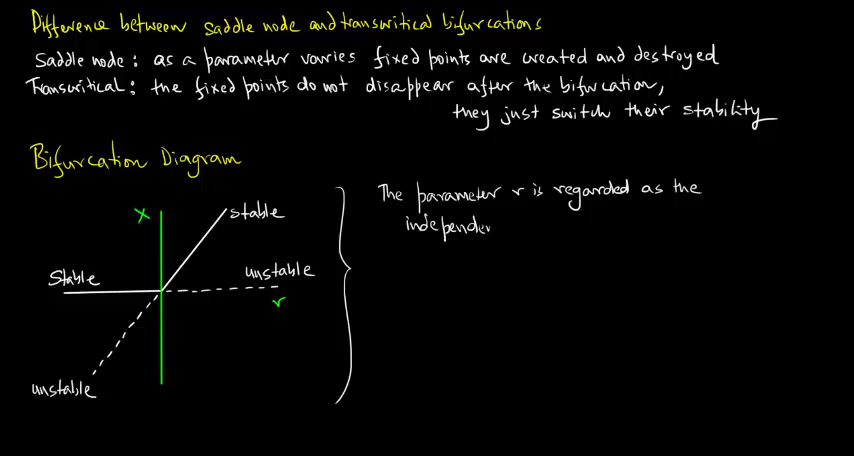 Difference between saddle node and transcritical bifurcations
Saddle node: as a parameter varies fixed points are created and destroyed
Transcritical: the fixed points do not disappear after the bifurcation,
they just switch their stability
Bifurcation Diagram
The parameter r is regarded as the
independer
x
stable
Stable
unstable
r
unstable